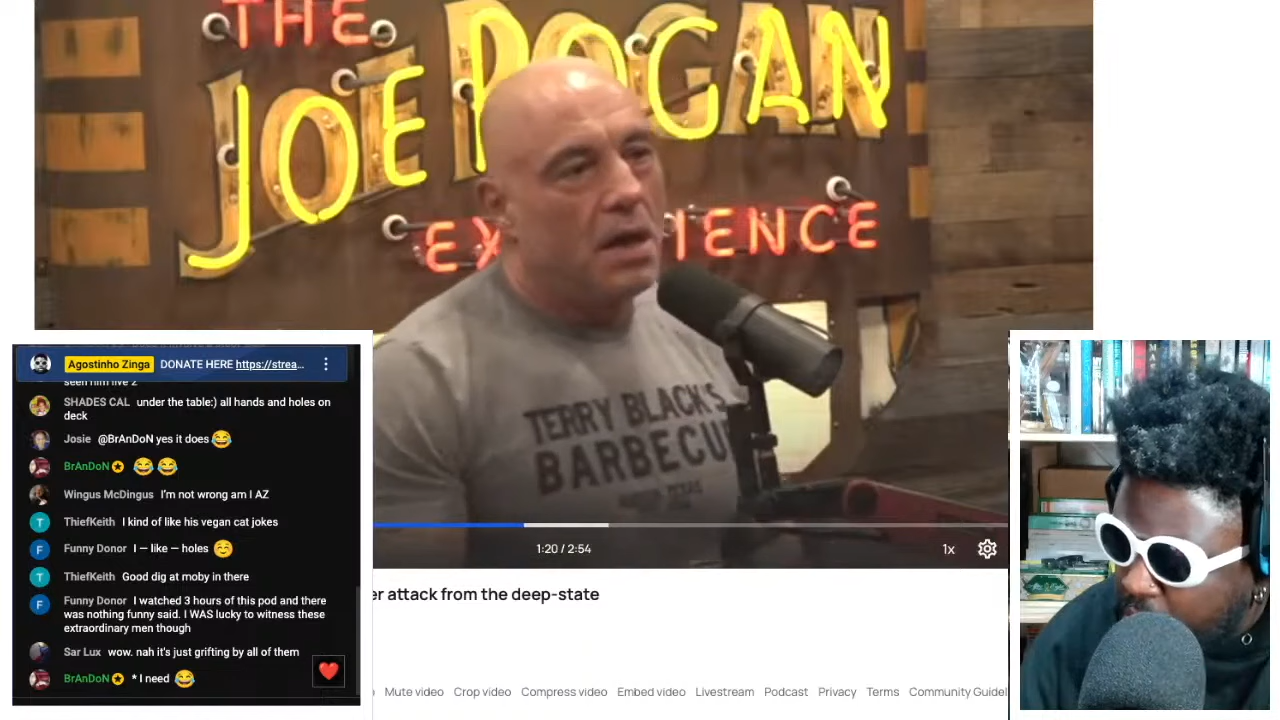 THE
JOE ROGAN
EXPERIENCE
TERRY BLACK'S
BARBECUE
Agostinho Zinga DONATE HERE https://strea...
seen him live 2
SHADES CAL under the table:) all hands and holes on
deck
Josie @BrAnDoN yes it does😂
BrAnDoN 😂😂
Wingus McDingus I'm not wrong am I AZ
T ThiefKeith I kind of like his vegan cat jokes
F Funny Donor I — like — holes ☺️
T ThiefKeith Good dig at moby in there
F Funny Donor I watched 3 hours of this pod and there
was nothing funny said. I WAS lucky to witness these
extraordinary men though
Sar Lux wow. nah it's just grifting by all of them
BrAnDoN * I need 😂
1:20 / 2:54
1x
er attack from the deep-state
Mute video Crop video Compress video Embed video Livestream Podcast Privacy Terms Community Guidel